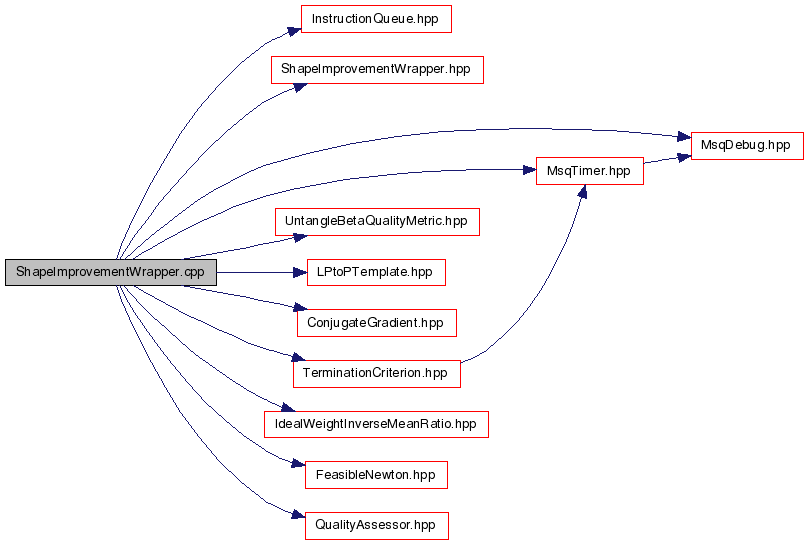 InstructionQueue.hpp
ShapeImprovementWrapper.hpp
MsqDebug.hpp
MsqTimer.hpp
UntangleBetaQualityMetric.hpp
ShapeImprovementWrapper.cpp
LPtoPTemplate.hpp
ConjugateGradient.hpp
TerminationCriterion.hpp
IdealWeightInverseMeanRatio.hpp
FeasibleNewton.hpp
QualityAssessor.hpp